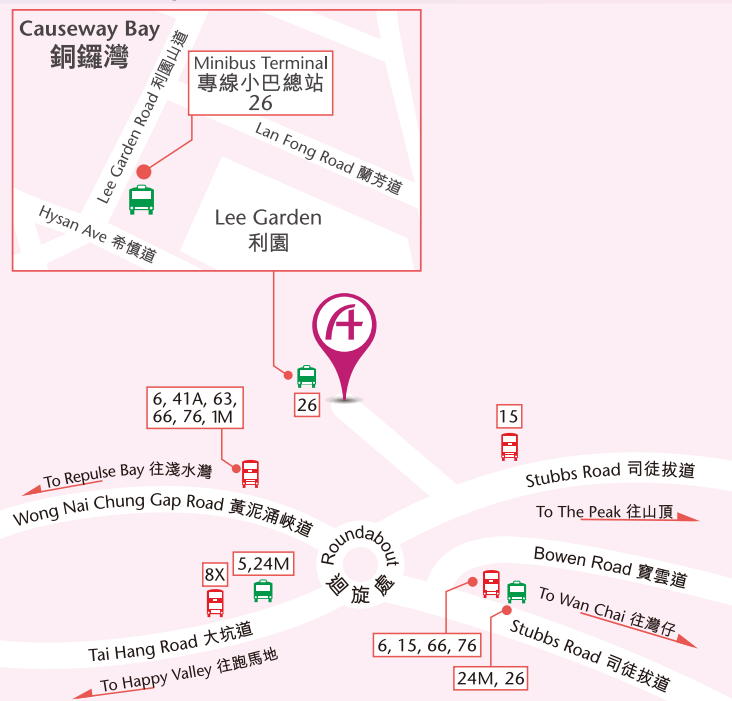 Causeway Bay
銅鑼灣
Minibus Terminal
專線小巴總站
26
Lee Garden Road 利園山道
Lan Fong Road 蘭芳道
Hysan Ave 希慎道
Lee Garden
利園
26
6, 41A, 63,
66, 76, 1M
15
To Repulse Bay 往淺水灣
Wong Nai Chung Gap Road 黃泥涌峽道
Stubbs Road 司徒拔道
To The Peak 往山頂
Roundabout
迴旋處
Bowen Road 寶雲道
8X
5,24M
To Wan Chai 往灣仔
Stubbs Road 司徒拔道
6, 15, 66, 76
24M, 26
Tai Hang Road 大坑道
To Happy Valley 往跑馬地